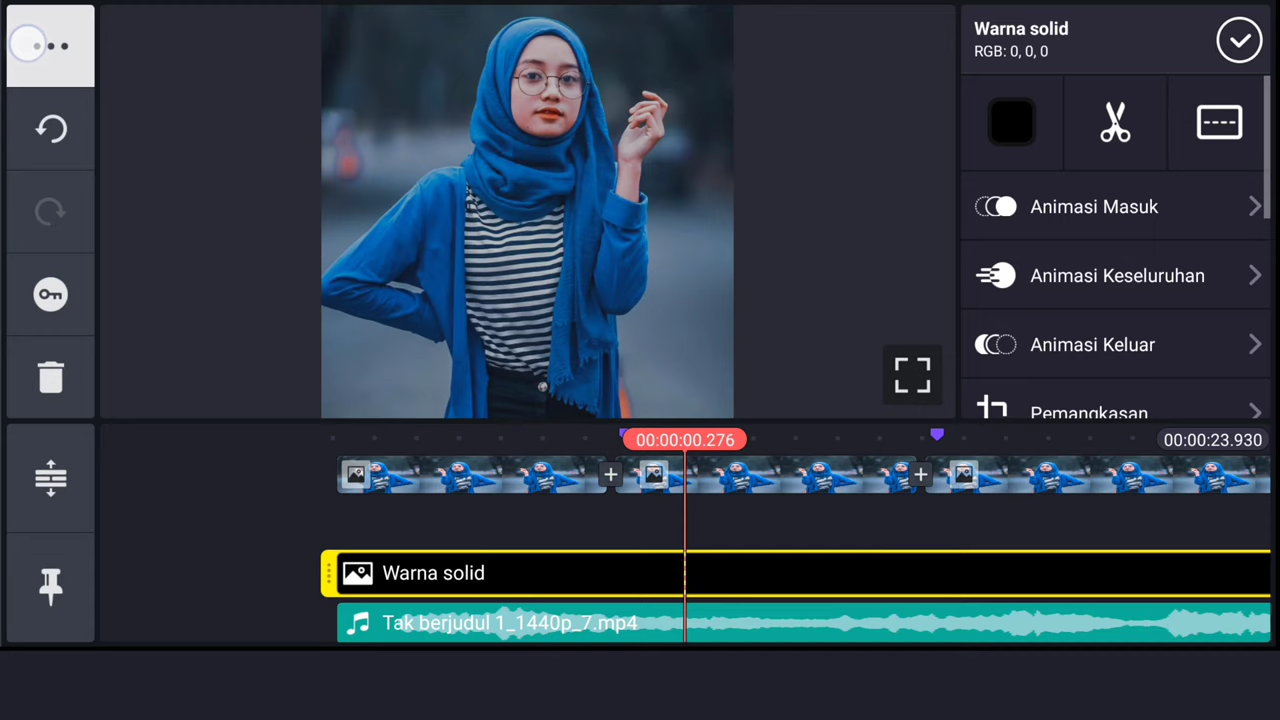 Warna solid
RGB: 0, 0, 0
Animasi Masuk
Animasi Keseluruhan
Animasi Keluar
Pemangkasan
00:00:00.276
00:00:23.930
Warna solid
Tak berjudul 1_1440p_7.mp4